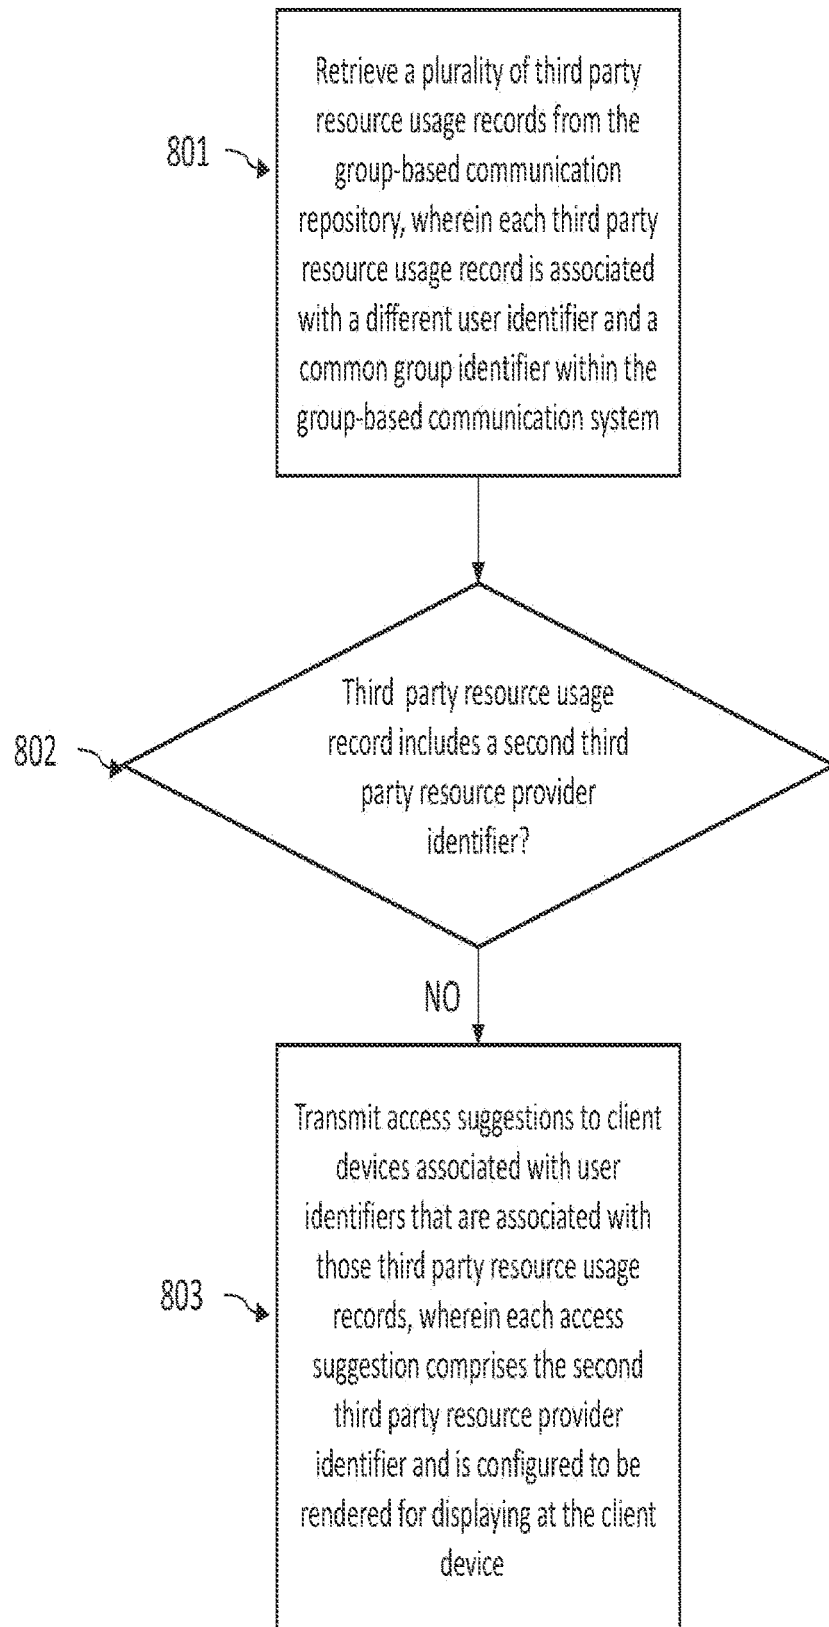 Retrieve a plurality of third party
resource usage records from the
801
group-based communication
repository, wherein each third party
resource usage record is associated
with a different user identifier and a
common group identifier within the
group-based communication system
Third party resource usage
802
record includes a second third
party resource provider
identifier?
NO
Transmit access suggestions to client
devices associated with user
identifiers that are associated with
those third party resource usage
803
records, wherein each access
suggestion comprises the second
third party resource provider
identifier and is configured to be
rendered for displaying at the client
device